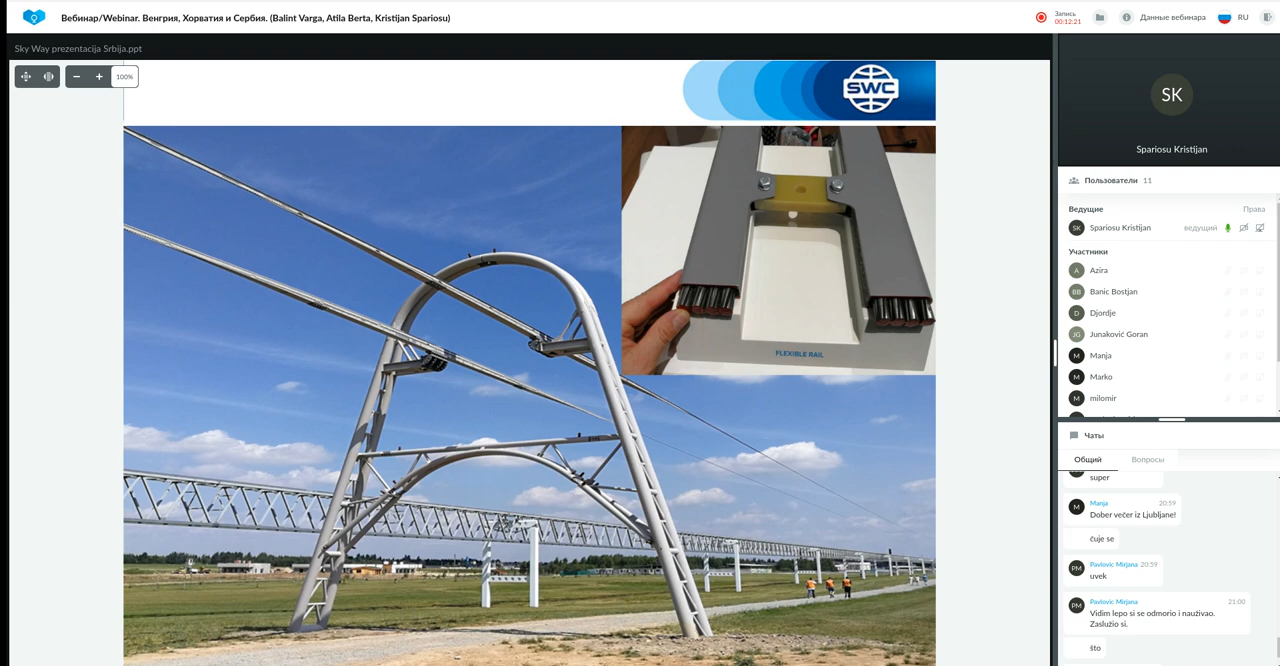 Вебинар/Webinar. Венгрия, Хорватия и Сербия. (Balint Varga, Atila Berta, Kristijan Spariosu)
Запись
00:12:21
Данные вебинара
RU
Sky Way prezentacija Srbija.ppt
100%
SWC
FLEXIBLE RAIL
SK
Spariosu Kristijan
Пользователи 11
Ведущие Права
SK Spariosu Kristijan ведущий
Участники
A Azira
BB Banic Bostjan
D Djordje
JG Junaković Goran
M Manja
M Marko
M milomir
Чаты
Общий Вопросы
super
M Manja 20:59
Dober večer iz Ljubljane!
čuje se
PM Pavlovic Mirjana 20:59
uvek
PM Pavlovic Mirjana 21:00
Vidim lepo si se odmorio i nauživao.
Zaslužio si.
što